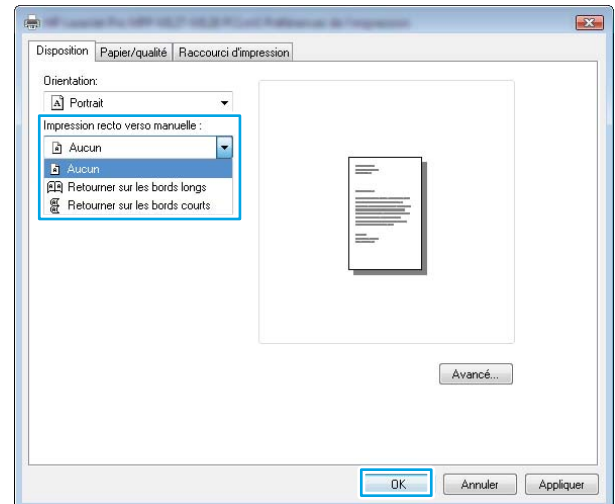 Disposition Papier/qualité Raccourci d'impression
Orientation:
Portrait
Impression recto verso manuelle :
Aucun
Aucun
Retourner sur les bords longs
Retourner sur les bords courts
Avancé...
OK Annuler Appliquer